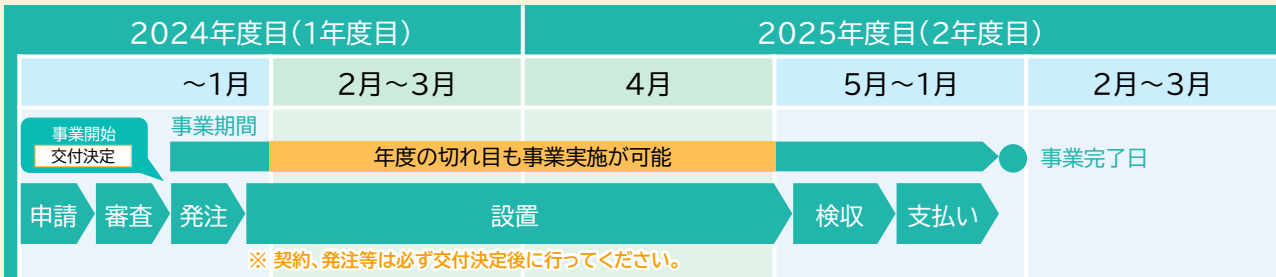 2024年度目(1年度目)
2025年度目(2年度目)
～1月
2月～3月
4月
5月～1月
2月～3月
事業開始
交付決定
事業期間
年度の切れ目も事業実施が可能
事業完了日
申請
審査
発注
設置
検収
支払い
※ 契約、発注等は必ず交付決定後に行ってください。